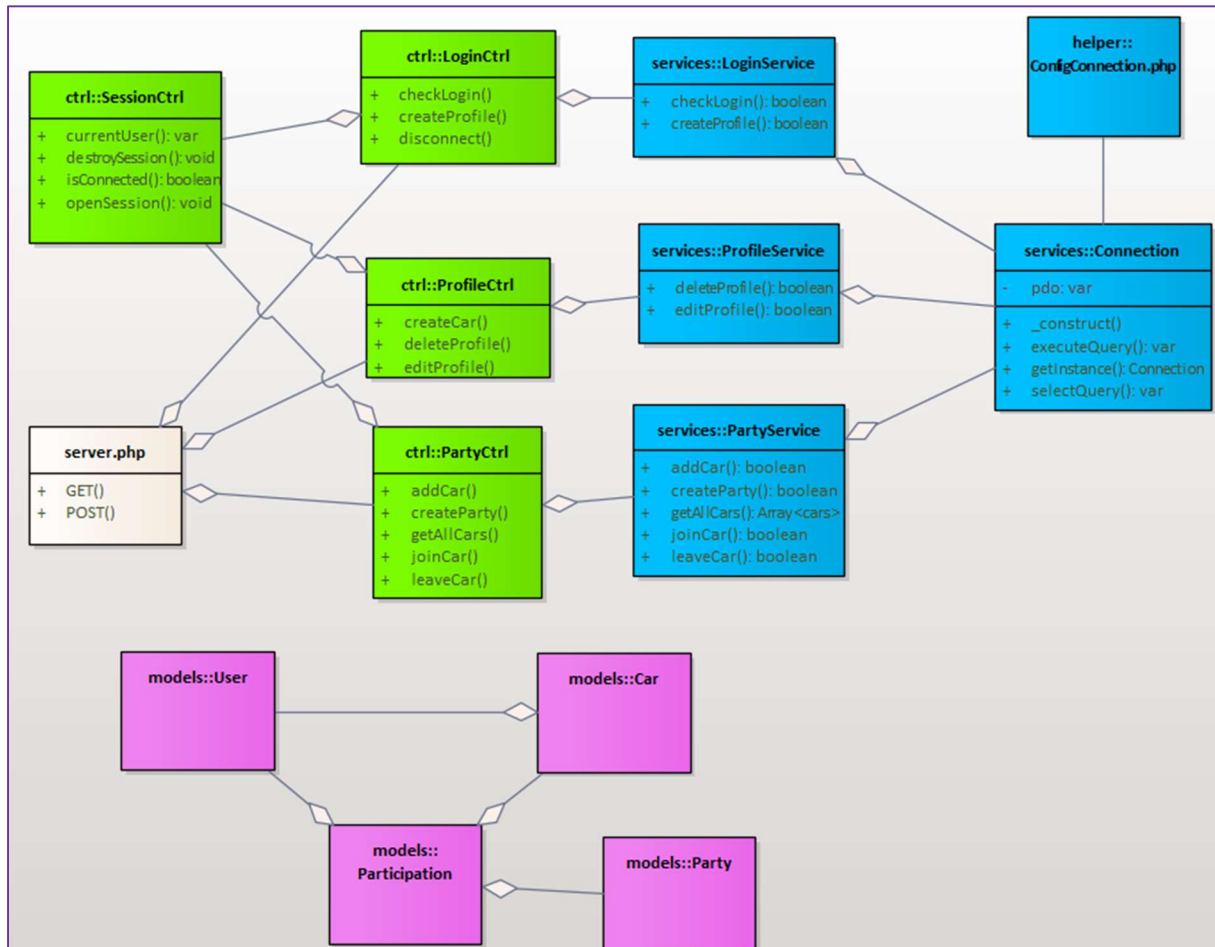 ctrl::SessionCtrl
+ currentUser(): var
+ destroySession(): void
+ isConnected(): boolean
+ openSession(): void
ctrl::LoginCtrl
+ checkLogin()
+ createProfile()
+ disconnect()
services::LoginService
+ checkLogin(): boolean
+ createProfile(): boolean
helper::
ConfigConnection.php
ctrl::ProfileCtrl
+ createCar()
+ deleteProfile()
+ editProfile()
services::ProfileService
+ deleteProfile(): boolean
+ editProfile(): boolean
services::Connection
- pdo: var
+ _construct()
+ executeQuery(): var
+ getInstance(): Connection
+ selectQuery(): var
server.php
+ GET()
+ POST()
ctrl::PartyCtrl
+ addCar()
+ createParty()
+ getAllCars()
+ joinCar()
+ leaveCar()
services::PartyService
+ addCar(): boolean
+ createParty(): boolean
+ getAllCars(): Array<cars>
+ joinCar(): boolean
+ leaveCar(): boolean
models::User
models::Car
models::
Participation
models::Party